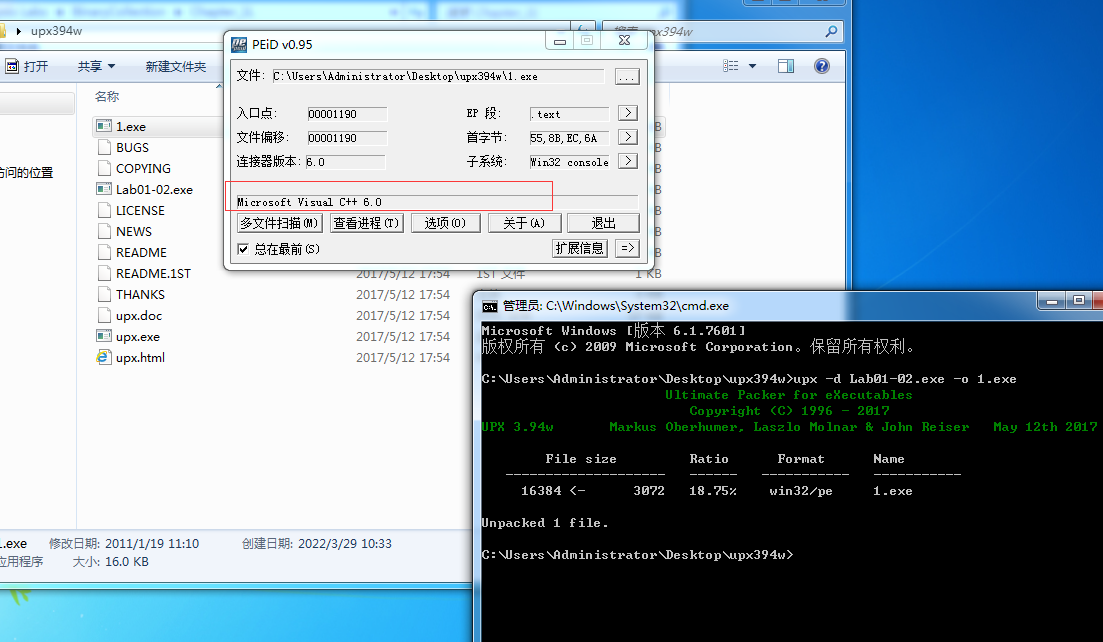 upx394w
搜索 upx394w
打开
共享
新建文件夹
名称
1.exe
BUGS
COPYING
Lab01-02.exe
LICENSE
NEWS
README
README.1ST 2017/5/12 17:54 1ST 文件 1 KB
THANKS 2017/5/12 17:54
upx.doc 2017/5/12 17:54
upx.exe 2017/5/12 17:54
upx.html 2017/5/12 17:54
访问的位置
1.exe 修改日期: 2011/1/19 11:10 创建日期: 2022/3/29 10:33
应用程序 大小: 16.0 KB
PEiD v0.95
文件: C:\Users\Administrator\Desktop\upx394w\1.exe ...
入口点: 00001190 EP 段: .text >
文件偏移: 00001190 首字节: 55,8B,EC,6A >
连接器版本: 6.0 子系统: Win32 console >
Microsoft Visual C++ 6.0
多文件扫描(M) 查看进程(T) 选项(O) 关于(A) 退出
总在最前(S) 扩展信息 =>
管理员: C:\Windows\System32\cmd.exe
Microsoft Windows [版本 6.1.7601]
版权所有 (c) 2009 Microsoft Corporation。保留所有权利。
C:\Users\Administrator\Desktop\upx394w>upx -d Lab01-02.exe -o 1.exe
Ultimate Packer for eXecutables
Copyright (C) 1996 - 2017
UPX 3.94w Markus Oberhumer, Laszlo Molnar & John Reiser May 12th 2017
File size Ratio Format Name
-------------------- ------ ----------- -----------
16384 <- 3072 18.75% win32/pe 1.exe
Unpacked 1 file.
C:\Users\Administrator\Desktop\upx394w>